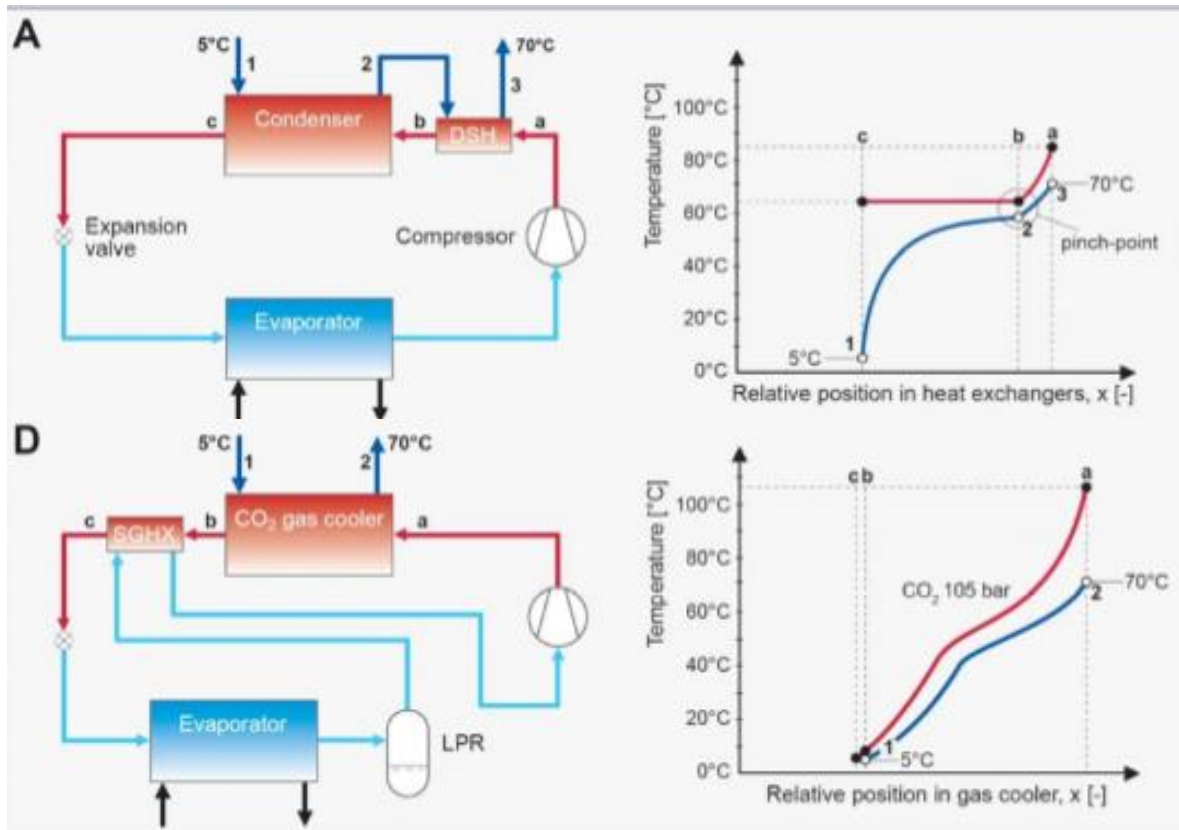 A
5°C
1
2
70°C
3
Condenser
DSH
c
b
a
Expansion
valve
Compressor
Evaporator
Temperature [°C]
100°C
80°C
60°C
40°C
20°C
0°C
c
b
a
70°C
3
2
pinch-point
1
5°C
Relative position in heat exchangers, x [-]
D
5°C
1
2
70°C
CO₂ gas cooler
SGHX
c
b
a
Evaporator
LPR
Temperature [°C]
100°C
80°C
60°C
40°C
20°C
0°C
c b
a
CO₂ 105 bar
70°C
2
1
5°C
Relative position in gas cooler, x [-]